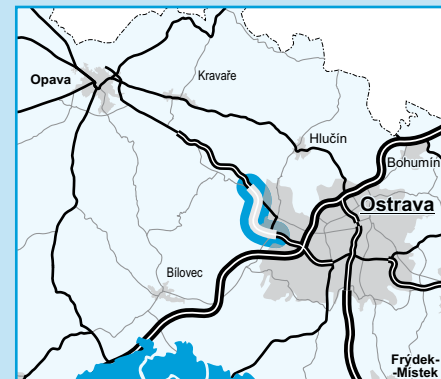 Opava
Kravaře
Hlučín
Bohumín
Ostrava
Bílovec
Frýdek-
-Místek